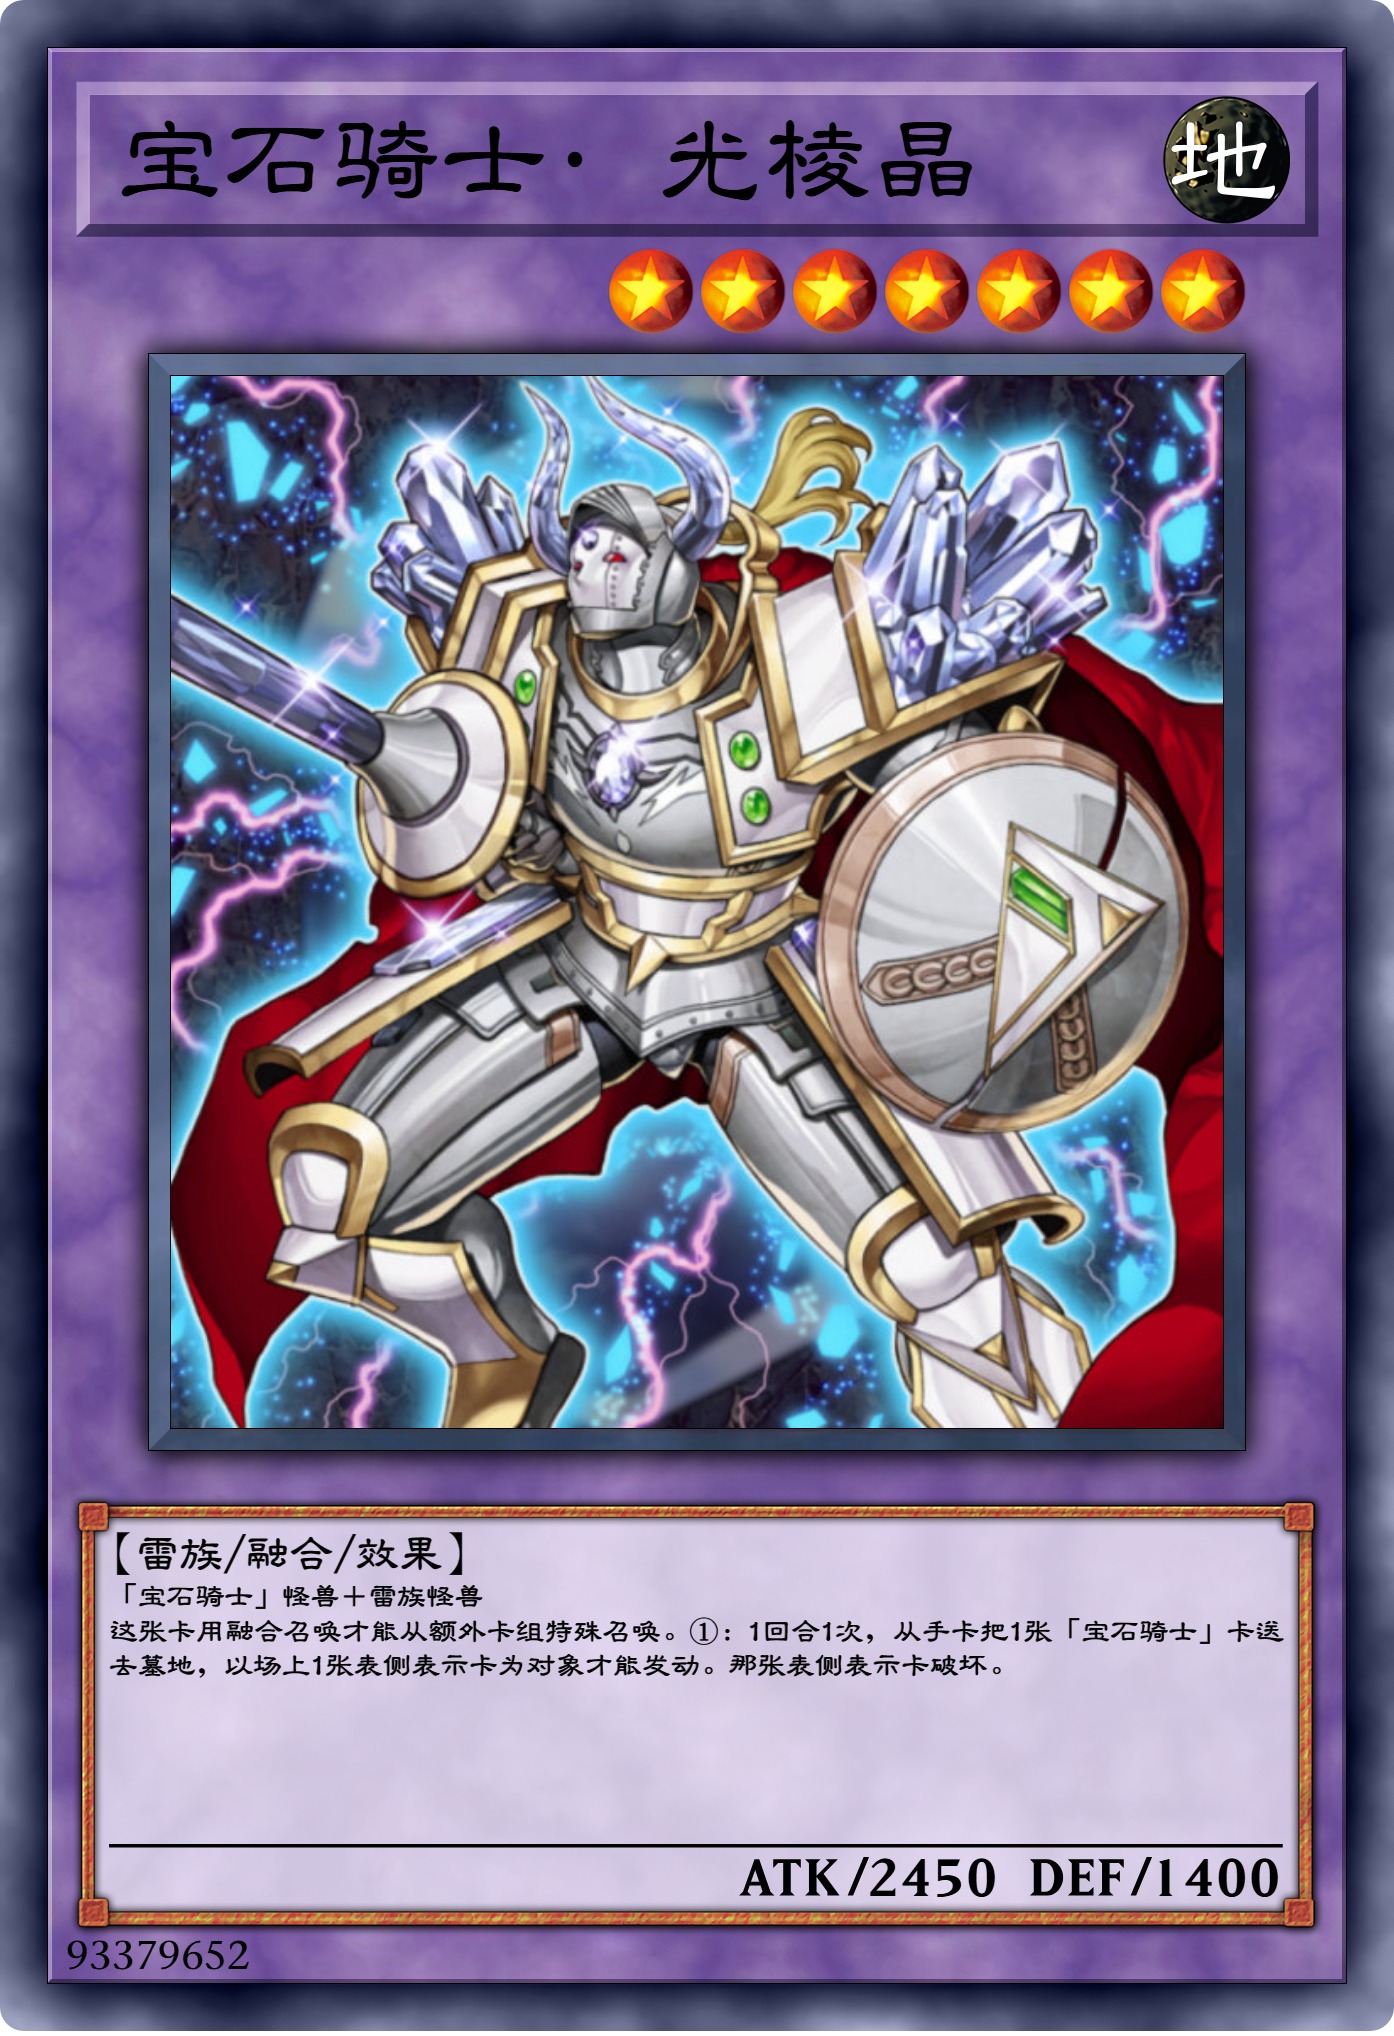 宝石骑士·光棱晶
地
【雷族/融合/效果】
「宝石骑士」怪兽＋雷族怪兽
这张卡用融合召唤才能从额外卡组特殊召唤。①：1回合1次，从手卡把1张「宝石骑士」卡送
去墓地，以场上1张表侧表示卡为对象才能发动。那张表侧表示卡破坏。
ATK/2450 DEF/1400
93379652